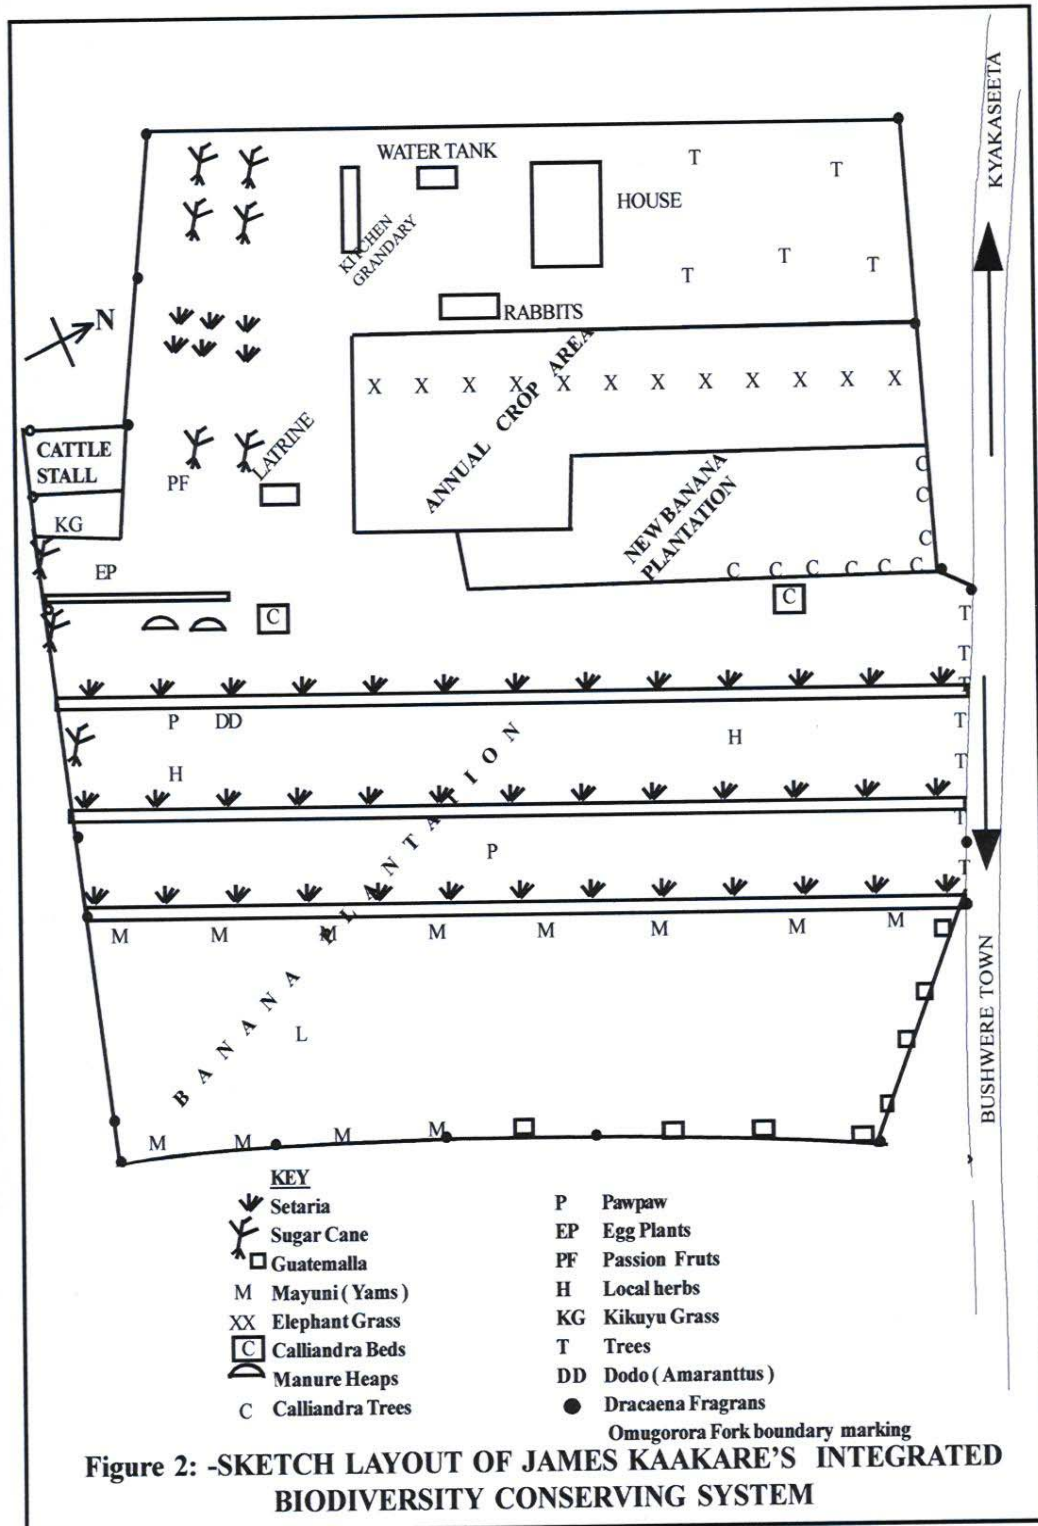 KYAKASEETA
WATER TANK
T
T
HOUSE
KITCHEN
GRANDARY
T
T
T
RABBITS
N
ANNUAL CROP AREA
X X X X X X X X X X X X
CATTLE
STALL
PF
LATRINE
KG
EP
NEW BANANA
PLANTATION
C
C
C
C C C C C C
C
C
T
T
T
P DD
H
T
H
T
T
BANANA PLANTATION
P
T
M M M M M M M M
L
BUSHWERE TOWN
M M M M
KEY
Setaria
Sugar Cane
Guatemalla
M Mayuni ( Yams )
XX Elephant Grass
C Calliandra Beds
Manure Heaps
C Calliandra Trees
P Pawpaw
EP Egg Plants
PF Passion Fruts
H Local herbs
KG Kikuyu Grass
T Trees
DD Dodo ( Amaranttus )
Dracaena Fragrans
Omugorora Fork boundary marking
Figure 2: -SKETCH LAYOUT OF JAMES KAAKARE'S INTEGRATED
BIODIVERSITY CONSERVING SYSTEM